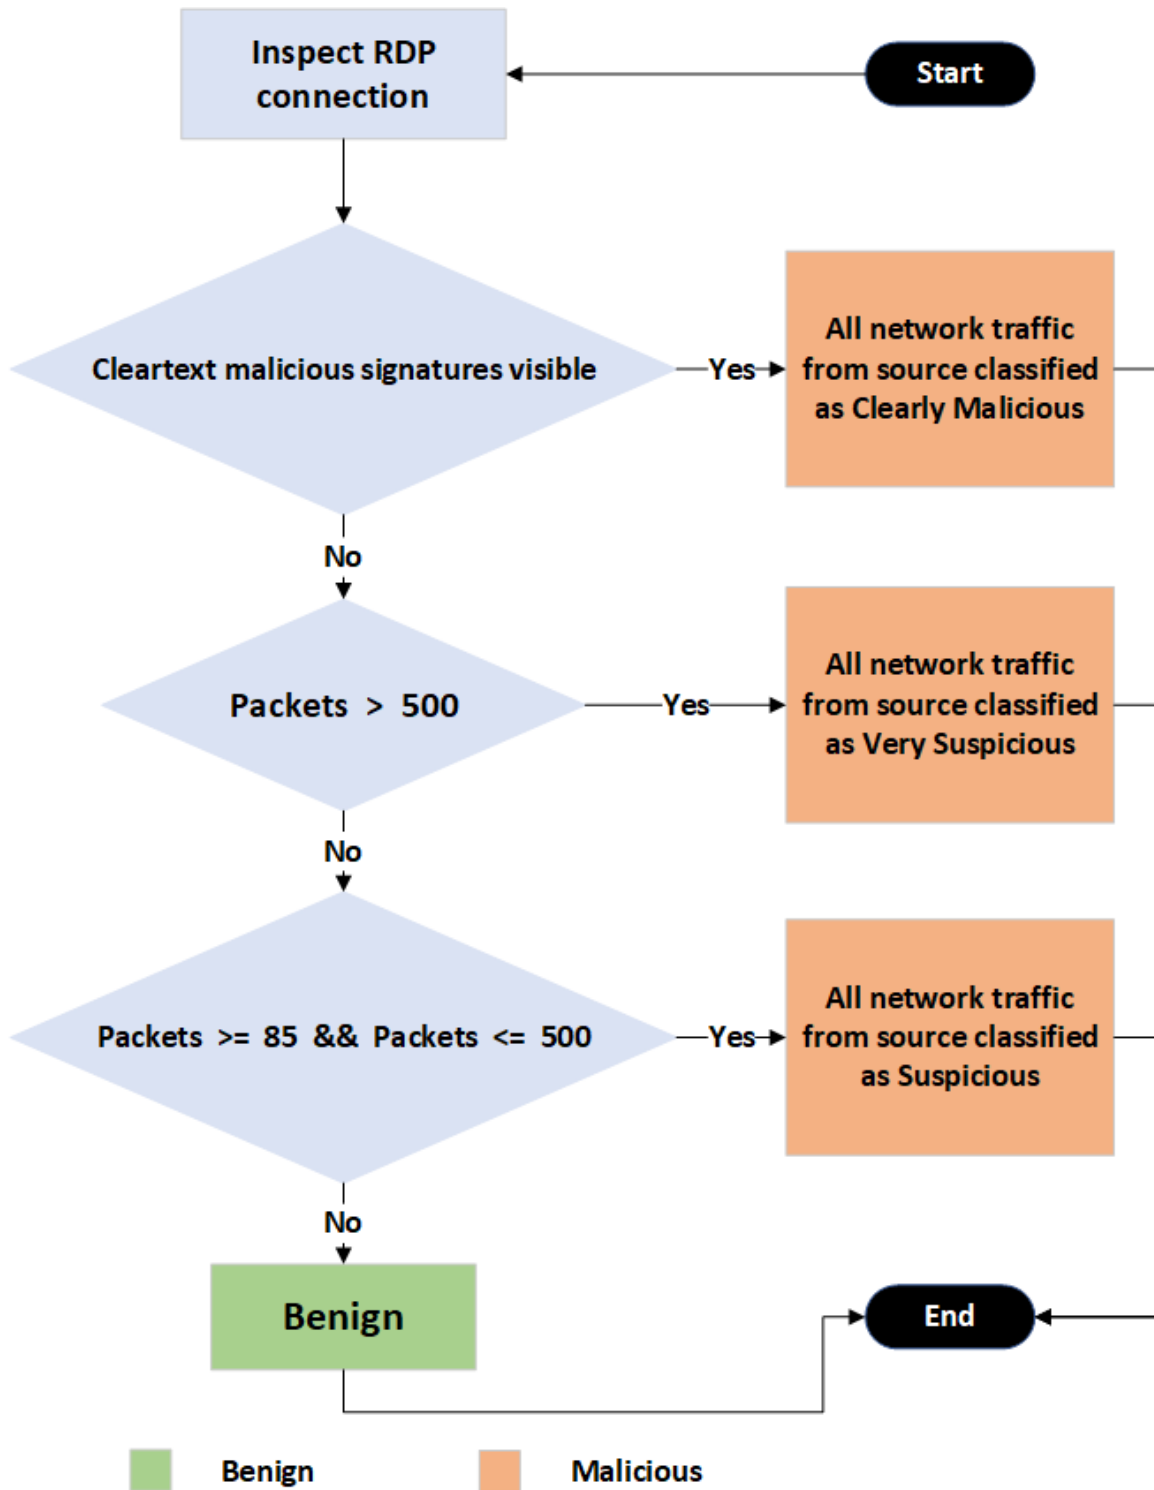 Inspect RDP
connection
Start
Cleartext malicious signatures visible
Yes
All network traffic
from source classified
as Clearly Malicious
No
Packets > 500
Yes
All network traffic
from source classified
as Very Suspicious
No
Packets >= 85 && Packets <= 500
Yes
All network traffic
from source classified
as Suspicious
No
Benign
End
Benign
Malicious